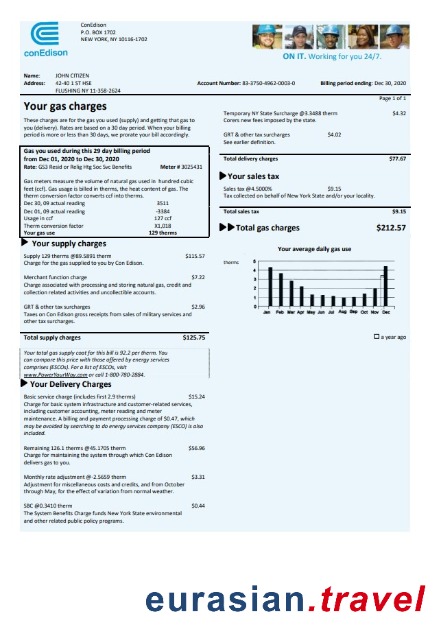 conEdison
ConEdison
P.O. BOX 1702
NEW YORK, NY 10116-1702
ON IT. Working for you 24/7.
Name: JOHN CITIZEN
Address: 42-40 1 ST HSE
FLUSHING NY 11-358-2624
Account Number: 83-3750-4962-0003-0
Billing period ending: Dec 30, 2020
Page 1 of 1
Your gas charges
These charges are for the gas you used (supply) and getting that gas to
you (delivery). Rates are based on a 30 day period. When your billing
period is more or less than 30 days, we prorate your bill accordingly.
Gas you used during this 29 day billing period
from Dec 01, 2020 to Dec 30, 2020
Rate: GS3 Resid or Relig Htg Soc Svc Benefits Meter # 3025431
Gas meters measure the volume of natural gas used in hundred cubic
feet (ccf). Gas usage is billed in therms, the heat content of gas. The
therm conversion factor converts ccf into therms.
Dec 30, 09 actual reading 3511
Dec 01, 09 actual reading -3384
Usage in ccf 127 ccf
Therm conversion factor 1,018
Your gas use 129 therms
Your supply charges
Supply 129 therms @89.5891 therm $115.57
Charge for the gas supplied to you by Con Edison.
Merchant function charge $7.22
Charge associated with processing and storing natural gas, credit and
collection related activities and uncollectible accounts.
GRT & other tax surcharges $2.96
Taxes on Con Edison gross receipts from sales of military services and
other tax surcharges.
Total supply charges $125.75
Your total gas supply cost for this bill is 92.2 per therm. You
can compare this price with those offered by energy services
companies (ESCOs). For a list of ESCOs, visit
www.PowerYourWay.com or call 1-800-780-2884.
Your Delivery Charges
Basic service charge (includes first 2.9 therms) $15.24
Charge for basic system infrastructure and customer-related services,
including customer accounting, meter reading and meter
maintenance. A billing and payment processing charge of $0.47, which
may be avoided by searching to do energy services company (ESCO) is also
included.
Remaining 126.1 therms @45.1705 therm $56.96
Charge for maintaining the system through which Con Edison
delivers gas to you.
Monthly rate adjustment @-2.5659 therm $3.31
Adjustment for miscellaneous costs and credits, and from October
through May, for the effect of variation from normal weather.
SBC @0.3410 therm $0.44
The System Benefits Charge funds New York State environmental
and other related public policy programs.
Temporary NY State Surcharge @3.3488 therm $4.32
Corers new fees imposed by the state.
GRT & other tax surcharges $4.02
See earlier definition.
Total delivery charges $77.67
Your sales tax
Sales tax @4.5000% $9.15
Tax collected on behalf of New York State and/or your locality.
Total sales tax $9.15
Total gas charges $212.57
Your average daily gas use
therms
5
4
3
2
1
0
Jan Feb Mar Apr May Jun July Aug Sep Oct Nov Dec
a year ago
eurasian.travel